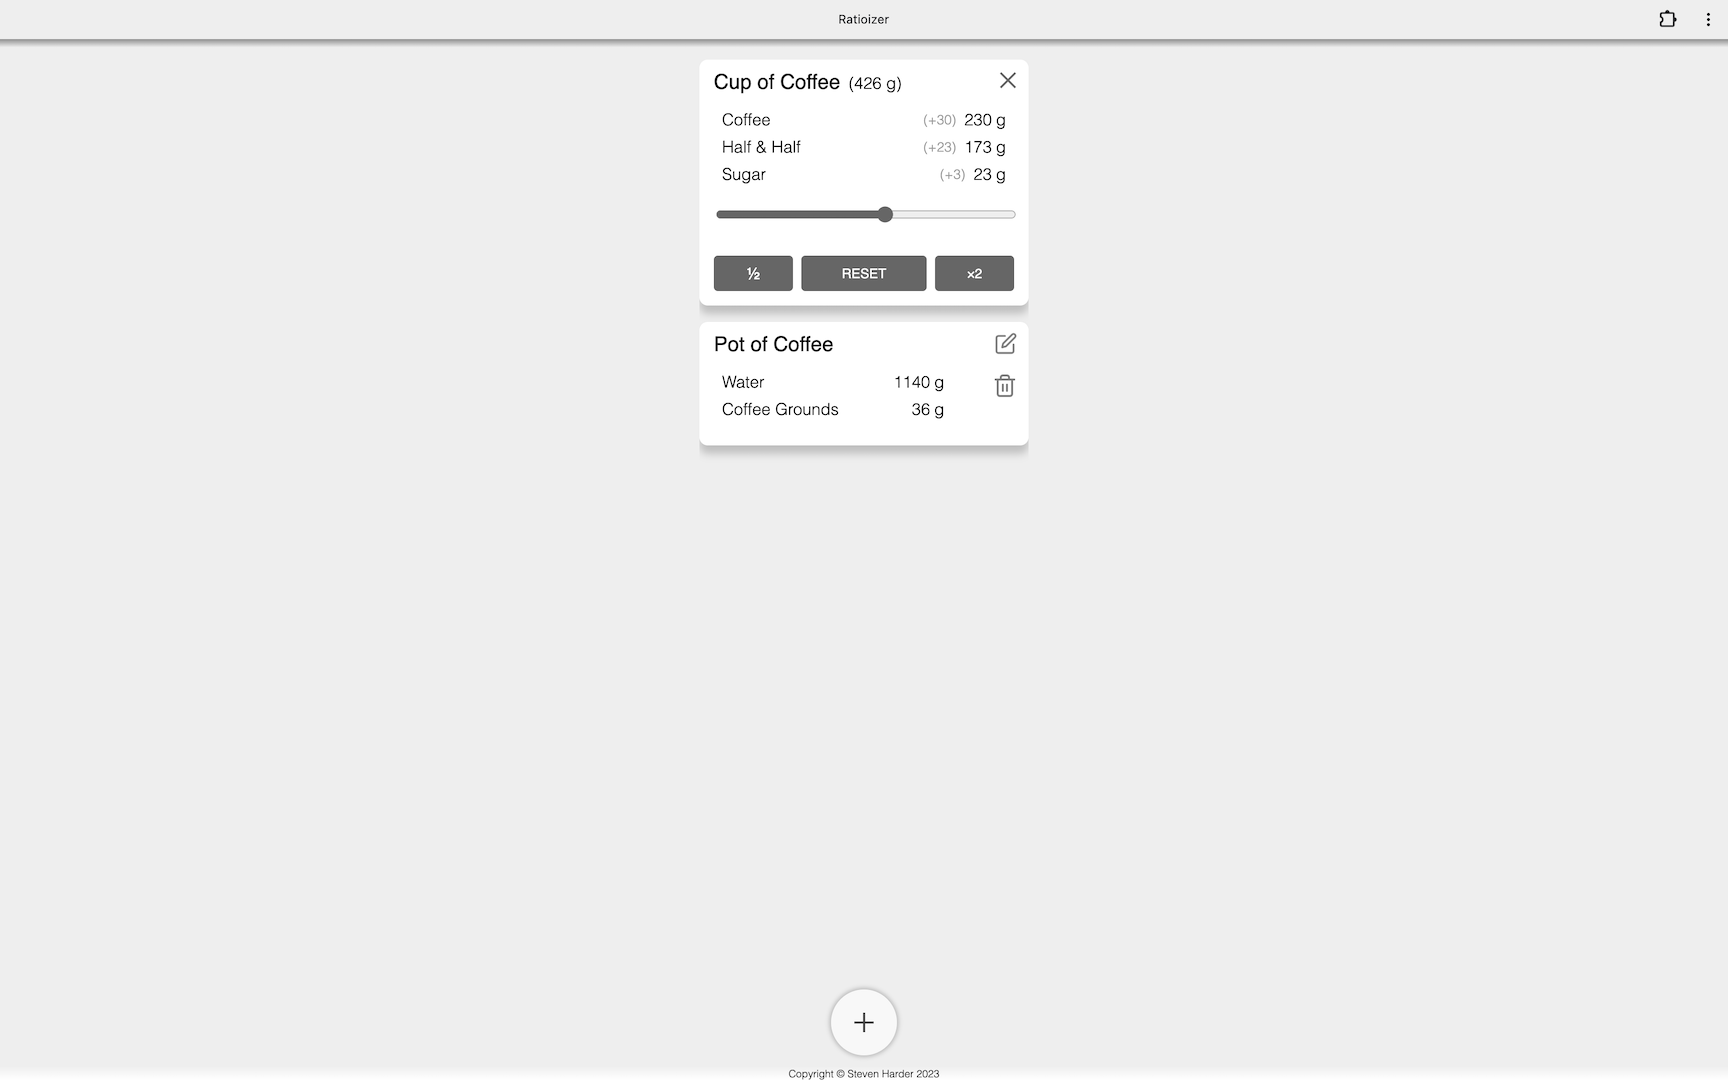 Ratioizer
Cup of Coffee (426 g)
Coffee (+30) 230 g
Half & Half (+23) 173 g
Sugar (+3) 23 g
½ RESET ×2
Pot of Coffee
Water 1140 g
Coffee Grounds 36 g
Copyright © Steven Harder 2023